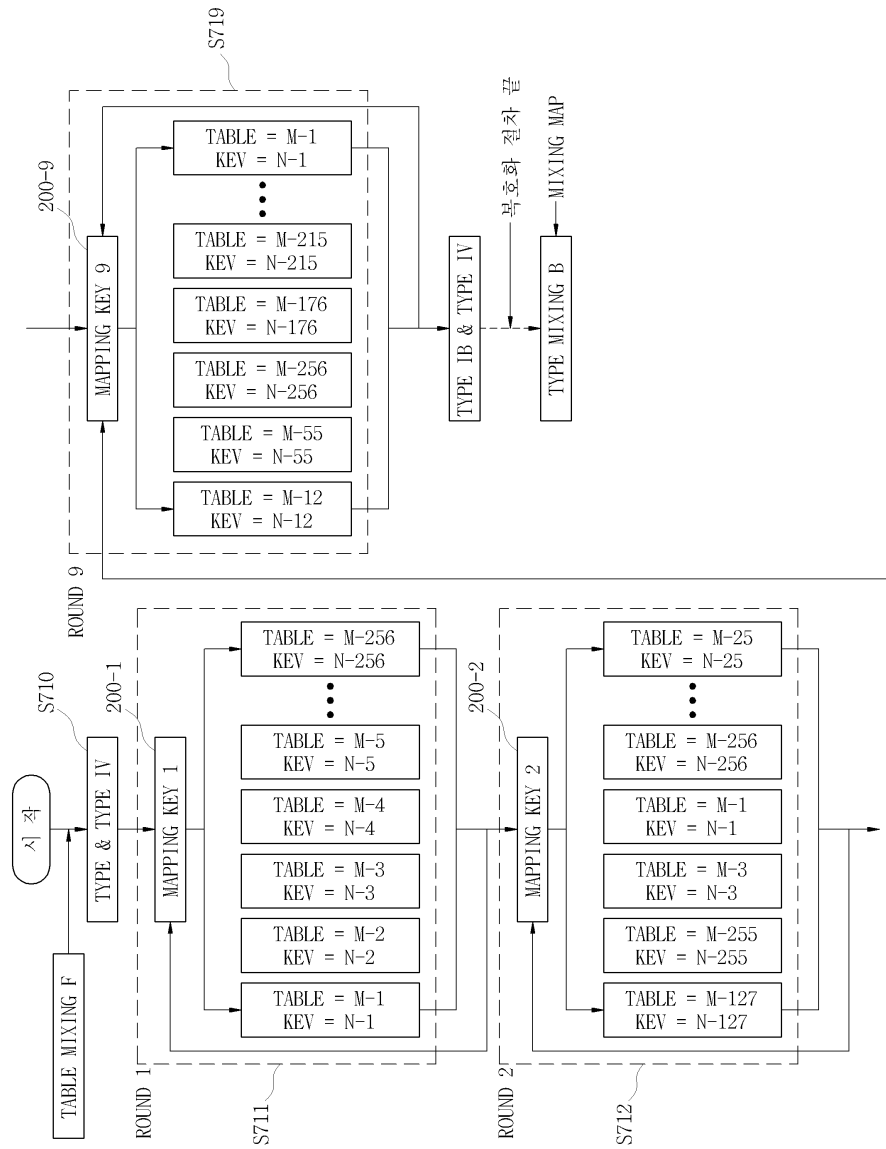 시 작
TABLE MIXING F
S710
TYPE & TYPE IV
ROUND 1
200-1
MAPPING KEY 1
TABLE = M-1
KEV = N-1
TABLE = M-2
KEV = N-2
TABLE = M-3
KEV = N-3
TABLE = M-4
KEV = N-4
TABLE = M-5
KEV = N-5
•••
TABLE = M-256
KEV = N-256
S711
ROUND 2
200-2
MAPPING KEY 2
TABLE = M-127
KEV = N-127
TABLE = M-255
KEV = N-255
TABLE = M-3
KEV = N-3
TABLE = M-1
KEV = N-1
TABLE = M-256
KEV = N-256
•••
TABLE = M-25
KEV = N-25
S712
ROUND 9
200-9
MAPPING KEY 9
S719
TABLE = M-12
KEV = N-12
TABLE = M-55
KEV = N-55
TABLE = M-256
KEV = N-256
TABLE = M-176
KEV = N-176
TABLE = M-215
KEV = N-215
•••
TABLE = M-1
KEV = N-1
TYPE IB & TYPE IV
복호화 절차 끝
TYPE MIXING B
MIXING MAP